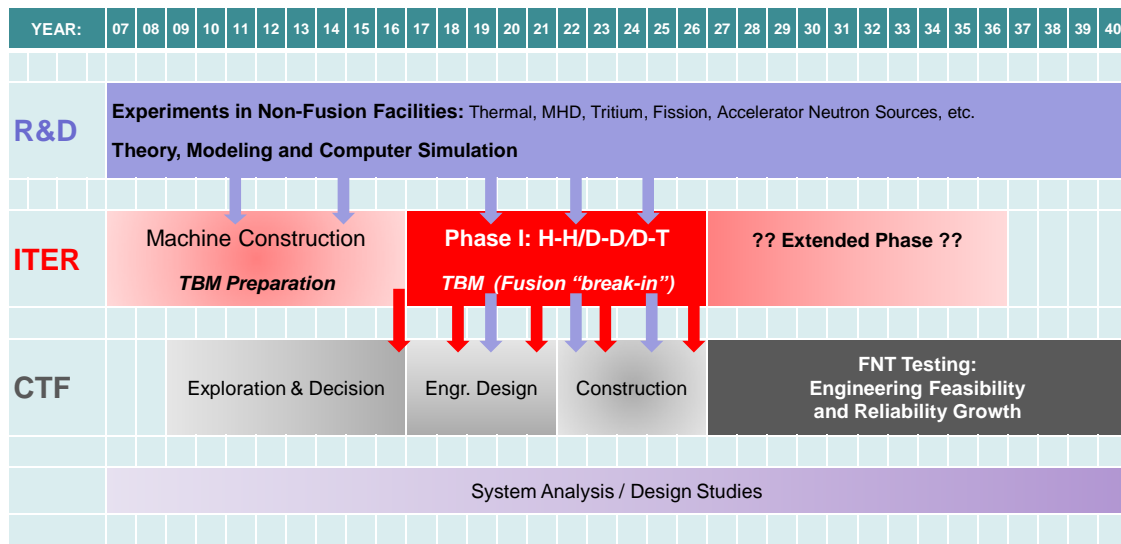 YEAR: 07 08 09 10 11 12 13 14 15 16 17 18 19 20 21 22 23 24 25 26 27 28 29 30 31 32 33 34 35 36 37 38 39 40
R&D
Experiments in Non-Fusion Facilities: Thermal, MHD, Tritium, Fission, Accelerator Neutron Sources, etc.
Theory, Modeling and Computer Simulation
ITER
Machine Construction
TBM Preparation
Phase I: H-H/D-D/D-T
TBM (Fusion “break-in”)
?? Extended Phase ??
CTF
Exploration & Decision
Engr. Design
Construction
FNT Testing:
Engineering Feasibility
and Reliability Growth
System Analysis / Design Studies